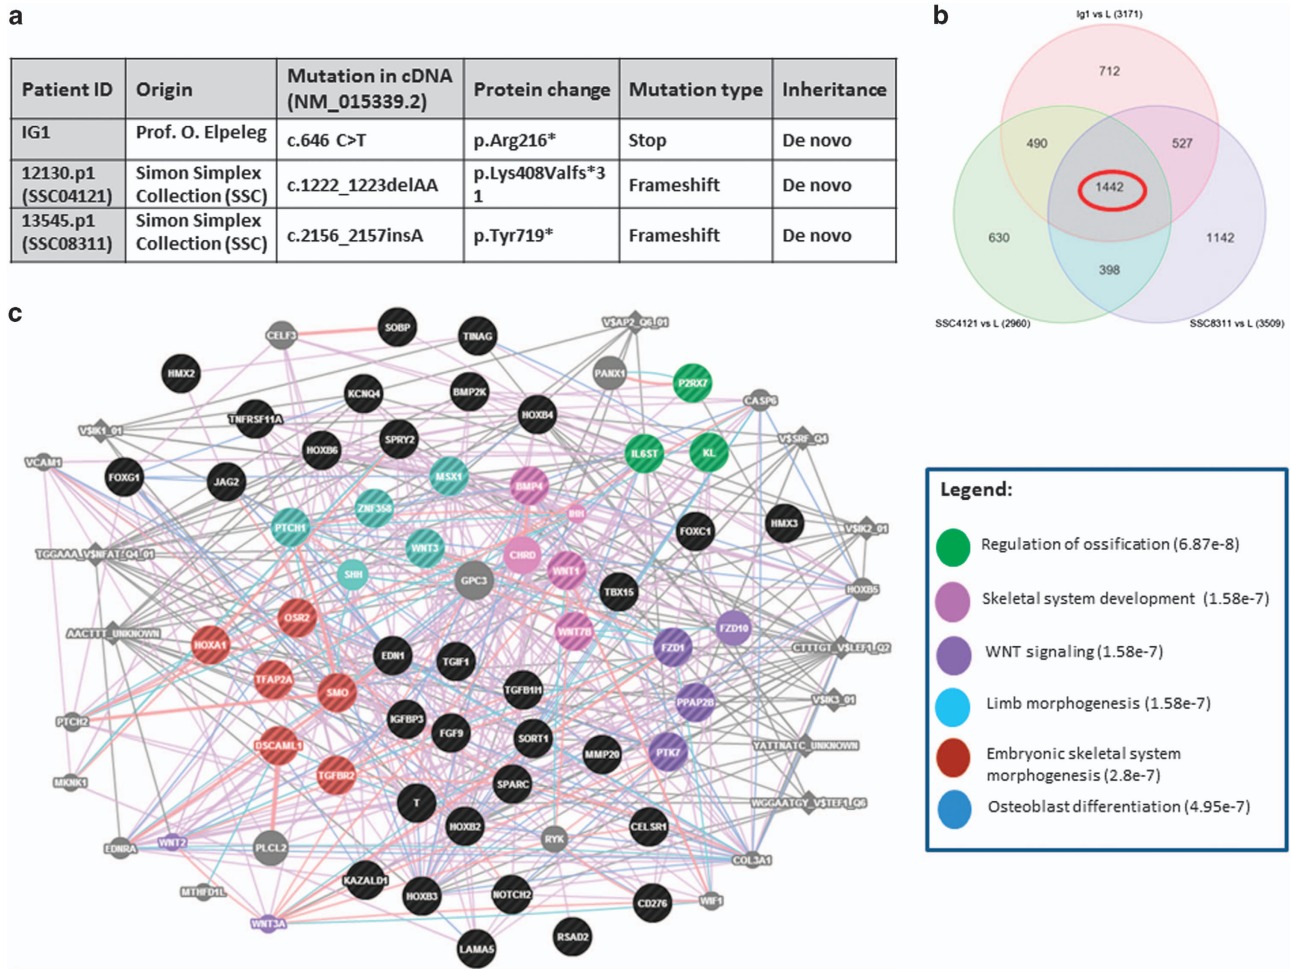 a
Patient ID | Origin | Mutation in cDNA (NM_015339.2) | Protein change | Mutation type | Inheritance
IG1 | Prof. O. Elpeleg | c.646 C>T | p.Arg216* | Stop | De novo
12130.p1 (SSC04121) | Simon Simplex Collection (SSC) | c.1222_1223delAA | p.Lys408Valfs*31 | Frameshift | De novo
13545.p1 (SSC08311) | Simon Simplex Collection (SSC) | c.2156_2157insA | p.Tyr719* | Frameshift | De novo
b
Ig1 vs L (3171)
712
490
527
1442
630
1142
398
SSC4121 vs L (2960)
SSC8311 vs L (3509)
c
CELF3
SOBP
TINAG
V$AP2_Q6_01
HMX2
PANX1
P2RX7
KCNQ4
BMP2K
CASP6
TNFRSF11A
HOXB4
V$IK1_01
SPRY2
V$SRF_Q4
HOXB6
IL6ST
KL
VCAM1
FOXG1
JAG2
MSX1
BMP4
ZNF358
IHH
HMX3
PTCH1
FOXC1
V$IK2_01
WNT3
CHRD
TGGAAA_V$NFAT_Q4_01
SHH
GPC3
WNT1
TBX15
HOXB5
OSR2
AACTTT_UNKNOWN
WNT7B
FZD10
HOXA1
EDN1
TGIF1
FZD1
CTTTGT_V$LEF1_Q2
TFAP2A
SMO
TGFB1I1
PPAP2B
V$IK3_01
PTCH2
IGFBP3
FGF9
SORT1
DSCAML1
MMP20
PTK7
YATTNATC_UNKNOWN
MKNK1
TGFBR2
SPARC
T
WGGAATGY_V$TEF1_Q6
HOXB2
CELSR1
EDNRA
WNT2
PLCL2
RYK
COL3A1
KAZALD1
MTHFD1L
HOXB3
NOTCH2
CD276
WIF1
WNT3A
RSAD2
LAMA5
Legend:
Regulation of ossification (6.87e-8)
Skeletal system development (1.58e-7)
WNT signaling (1.58e-7)
Limb morphogenesis (1.58e-7)
Embryonic skeletal system
morphogenesis (2.8e-7)
Osteoblast differentiation (4.95e-7)